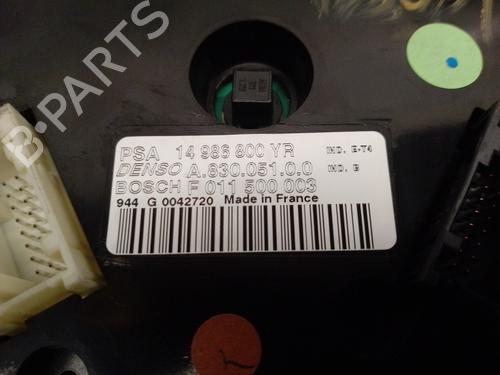 PSA 14 986 800 YR IND. E-T4
DENSO A.630.051.0.0 IND. B
BOSCH F 011 500 003
944 G 0042720 Made in France
B-PARTS